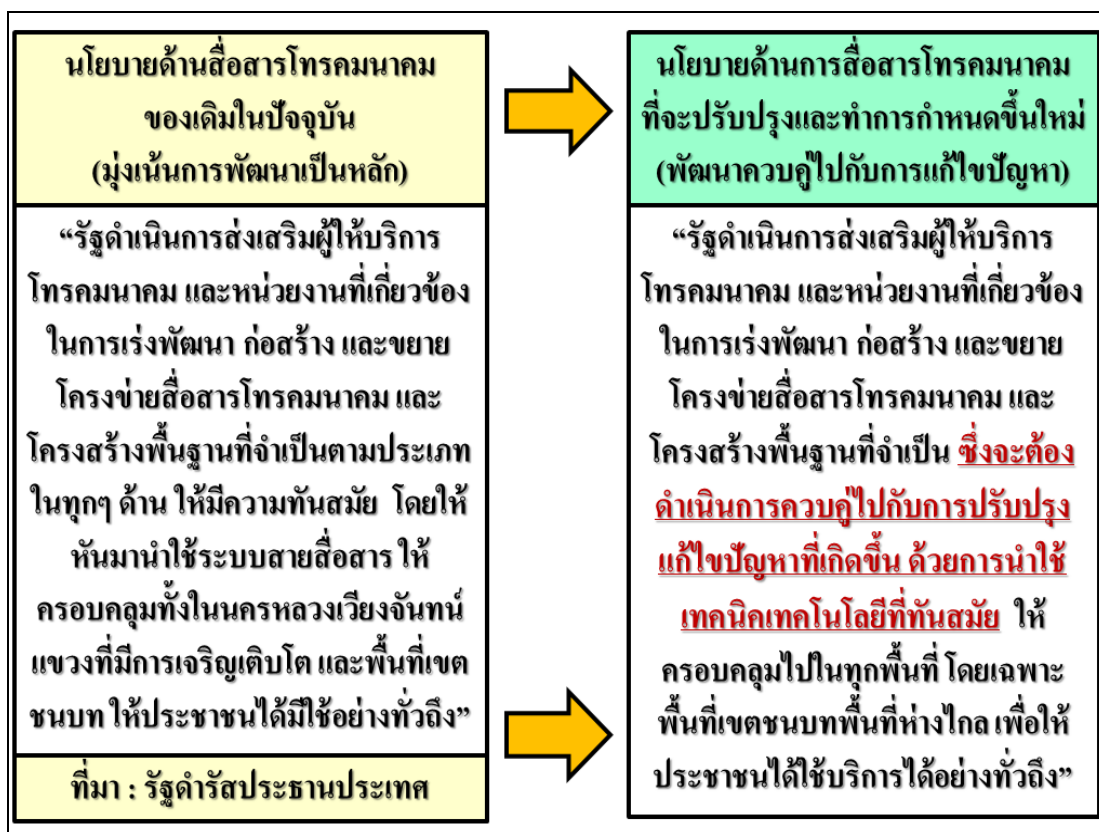 นโยบายด้านสื่อสารโทรคมนาคม
ของเดิมในปัจจุบัน
(มุ่งเน้นการพัฒนาเป็นหลัก)
“รัฐดำเนินการส่งเสริมผู้ให้บริการ
โทรคมนาคม และหน่วยงานที่เกี่ยวข้อง
ในการเร่งพัฒนา ก่อสร้าง และขยาย
โครงข่ายสื่อสารโทรคมนาคม และ
โครงสร้างพื้นฐานที่จำเป็นตามประเภท
ในทุกๆ ด้าน ให้มีความทันสมัย โดยให้
หันมานำใช้ระบบสายสื่อสาร ให้
ครอบคลุมทั้งในนครหลวงเวียงจันทน์
แขวงที่มีการเจริญเติบโต และพื้นที่เขต
ชนบท ให้ประชาชนได้มีใช้อย่างทั่วถึง”
ที่มา : รัฐดำรัสประธานประเทศ
นโยบายด้านการสื่อสารโทรคมนาคม
ที่จะปรับปรุงและทำการกำหนดขึ้นใหม่
(พัฒนาควบคู่ไปกับการแก้ไขปัญหา)
“รัฐดำเนินการส่งเสริมผู้ให้บริการ
โทรคมนาคม และหน่วยงานที่เกี่ยวข้อง
ในการเร่งพัฒนา ก่อสร้าง และขยาย
โครงข่ายสื่อสารโทรคมนาคม และ
โครงสร้างพื้นฐานที่จำเป็น ซึ่งจะต้อง
ดำเนินการควบคู่ไปกับการปรับปรุง
แก้ไขปัญหาที่เกิดขึ้น ด้วยการนำใช้
เทคนิคเทคโนโลยีที่ทันสมัย ให้
ครอบคลุมไปในทุกพื้นที่ โดยเฉพาะ
พื้นที่เขตชนบทพื้นที่ห่างไกล เพื่อให้
ประชาชนได้ใช้บริการได้อย่างทั่วถึง”